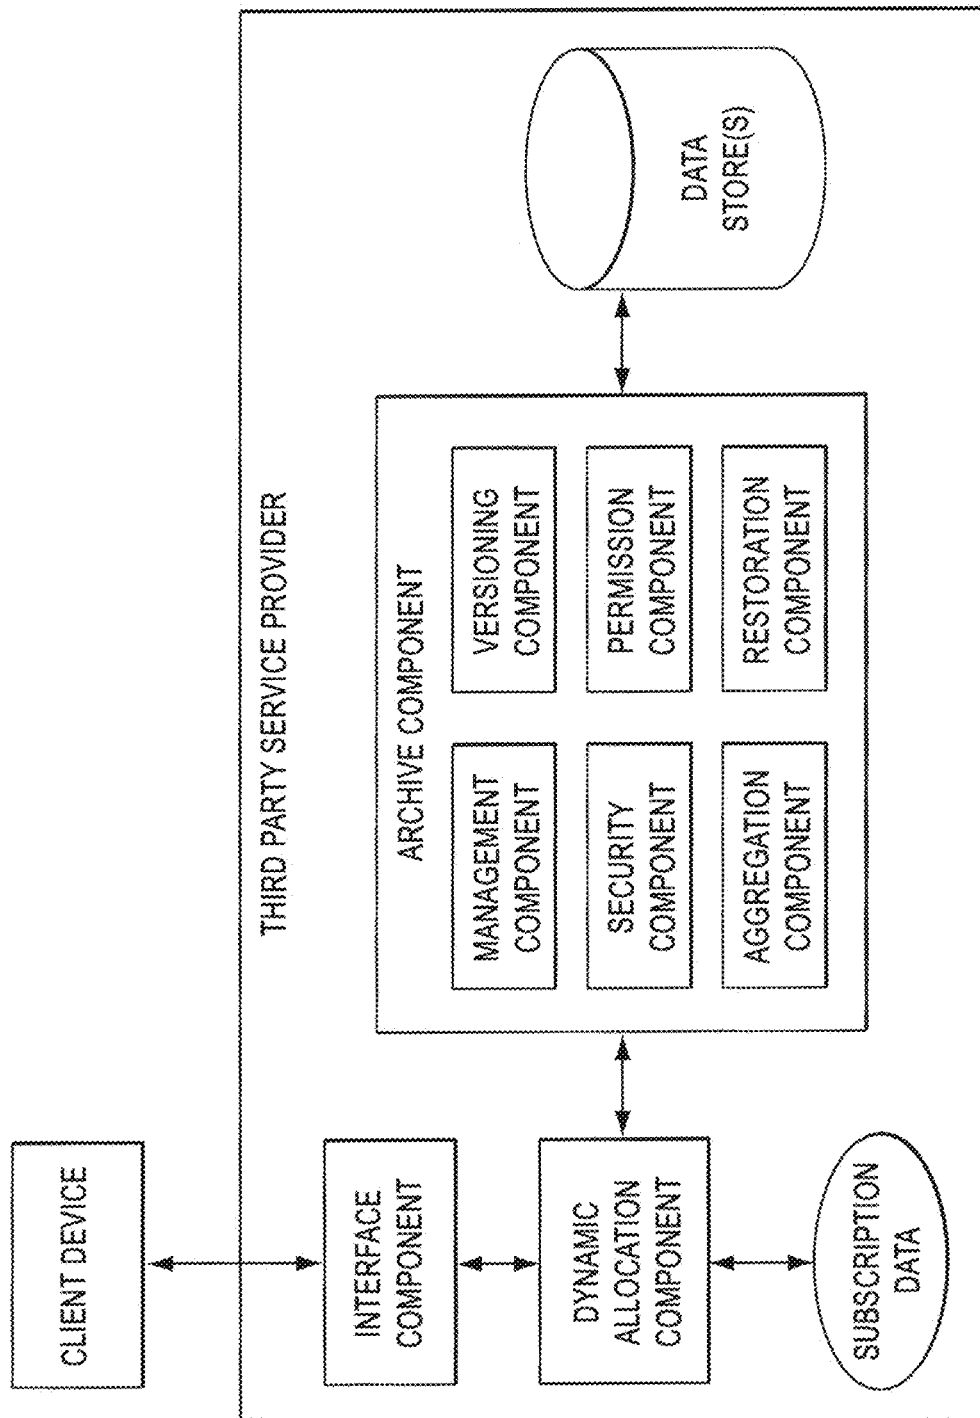 CLIENT DEVICE
THIRD PARTY SERVICE PROVIDER
INTERFACE
COMPONENT
DYNAMIC
ALLOCATION
COMPONENT
SUBSCRIPTION
DATA
ARCHIVE COMPONENT
MANAGEMENT
COMPONENT
VERSIONING
COMPONENT
SECURITY
COMPONENT
PERMISSION
COMPONENT
AGGREGATION
COMPONENT
RESTORATION
COMPONENT
DATA
STORE(S)